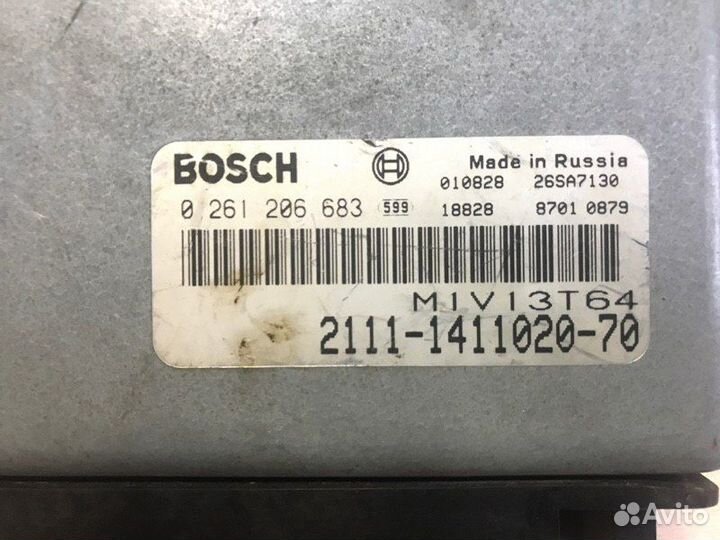 BOSCH Made in Russia
010828 26SA7130
0 261 206 683 599 18828 8701 0879
M1V13T64
2111-1411020-70
Avito